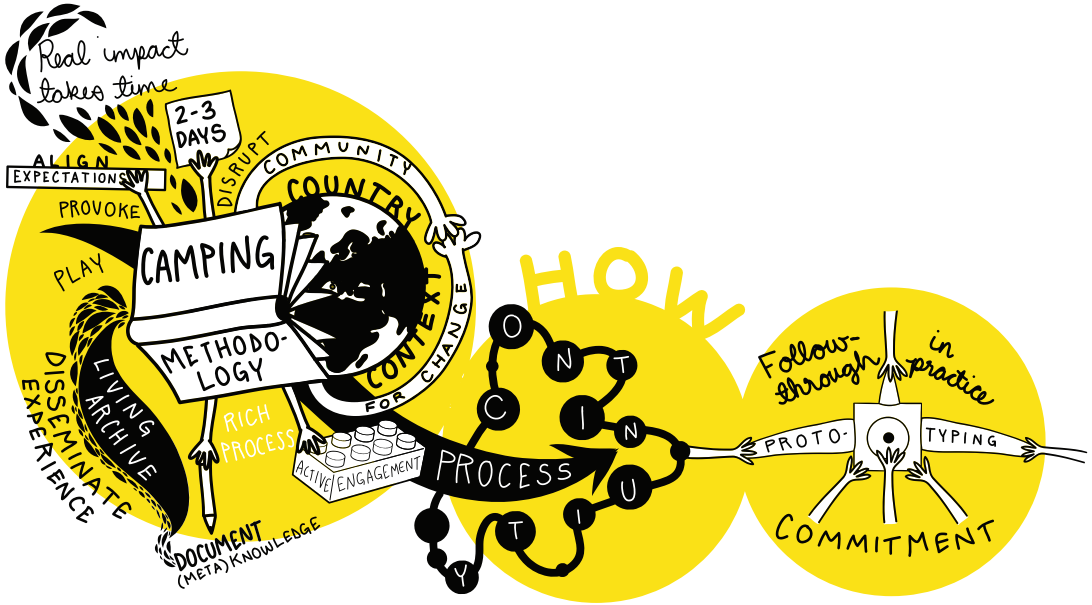 Real impact
takes time
2-3
DAYS
ALIGN
EXPECTATIONS
PROVOKE
DISRUPT
COMMUNITY
FOR CHANGE
COUNTRY
CONTEXT
PLAY
CAMPING
METHODO-
LOGY
LIVING
ARCHIVE
DISSEMINATE
EXPERIENCE
RICH
PROCESS
ACTIVE ENGAGEMENT
DOCUMENT
(META) KNOWLEDGE
PROCESS
HOW
CONTINUITY
Follow-
through
in
practice
PROTO-
TYPING
COMMITMENT